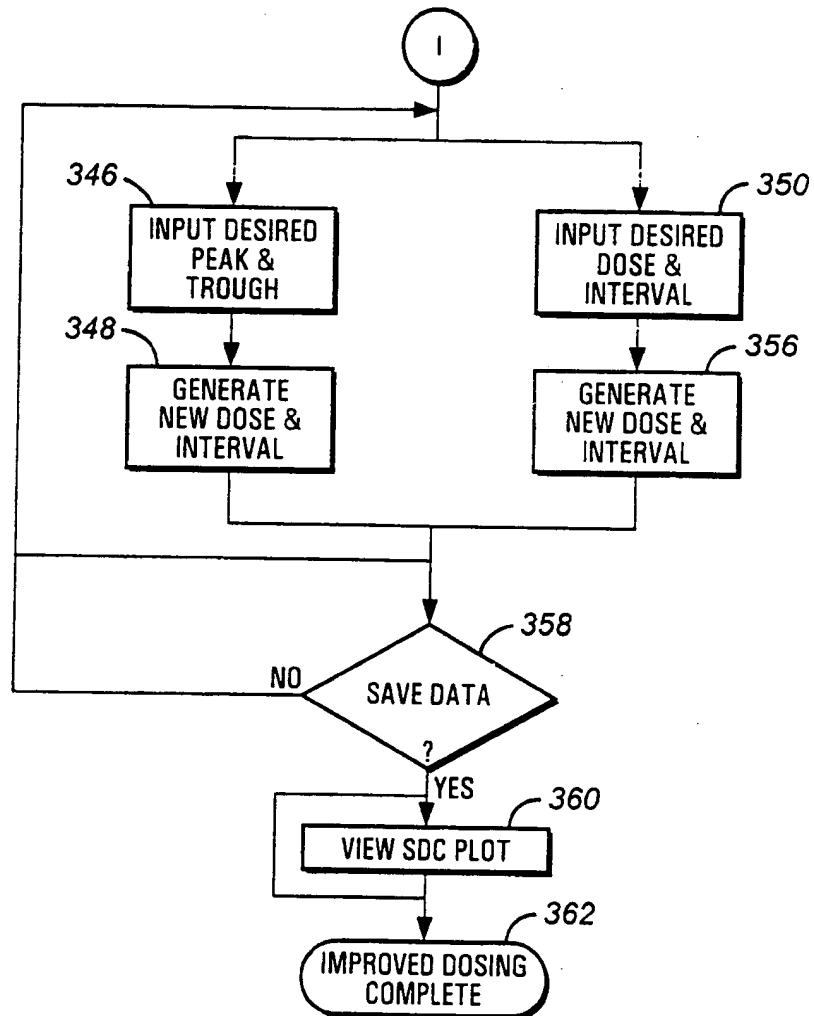 I
346
350
INPUT DESIRED
PEAK &
TROUGH
INPUT DESIRED
DOSE &
INTERVAL
348
356
GENERATE
NEW DOSE &
INTERVAL
GENERATE
NEW DOSE &
INTERVAL
358
NO
SAVE DATA
?
YES
360
VIEW SDC PLOT
362
IMPROVED DOSING
COMPLETE